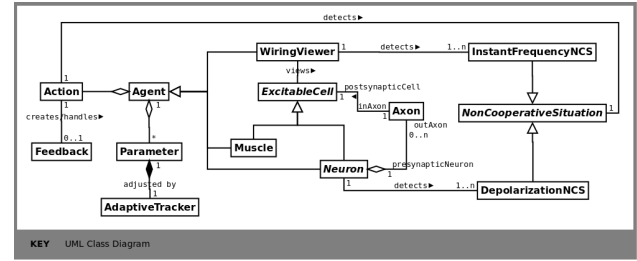 detects►
WiringViewer
1
detects►
1..n
InstantFrequencyNCS
views►
1
1
Action
Agent
ExcitableCell
1
postsynapticCell
◄
inAxon
1
Axon
NonCooperativeSituation
1
1
creates/handles►
1
outAxon
0..n
0..1
*
Feedback
Parameter
Muscle
1
Neuron
presynapticNeuron
1
adjusted by
1
detects►
1..n
1
AdaptiveTracker
DepolarizationNCS
KEY UML Class Diagram